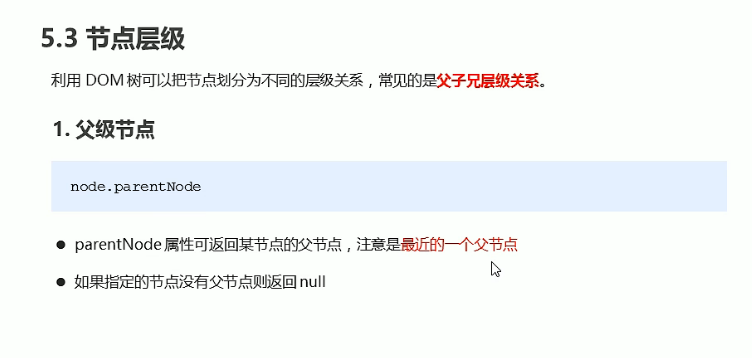 5.3 节点层级
利用 DOM 树可以把节点划分为不同的层级关系，常见的是父子兄层级关系。
1. 父级节点
node.parentNode
● parentNode 属性可返回某节点的父节点，注意是最近的一个父节点
● 如果指定的节点没有父节点则返回 null